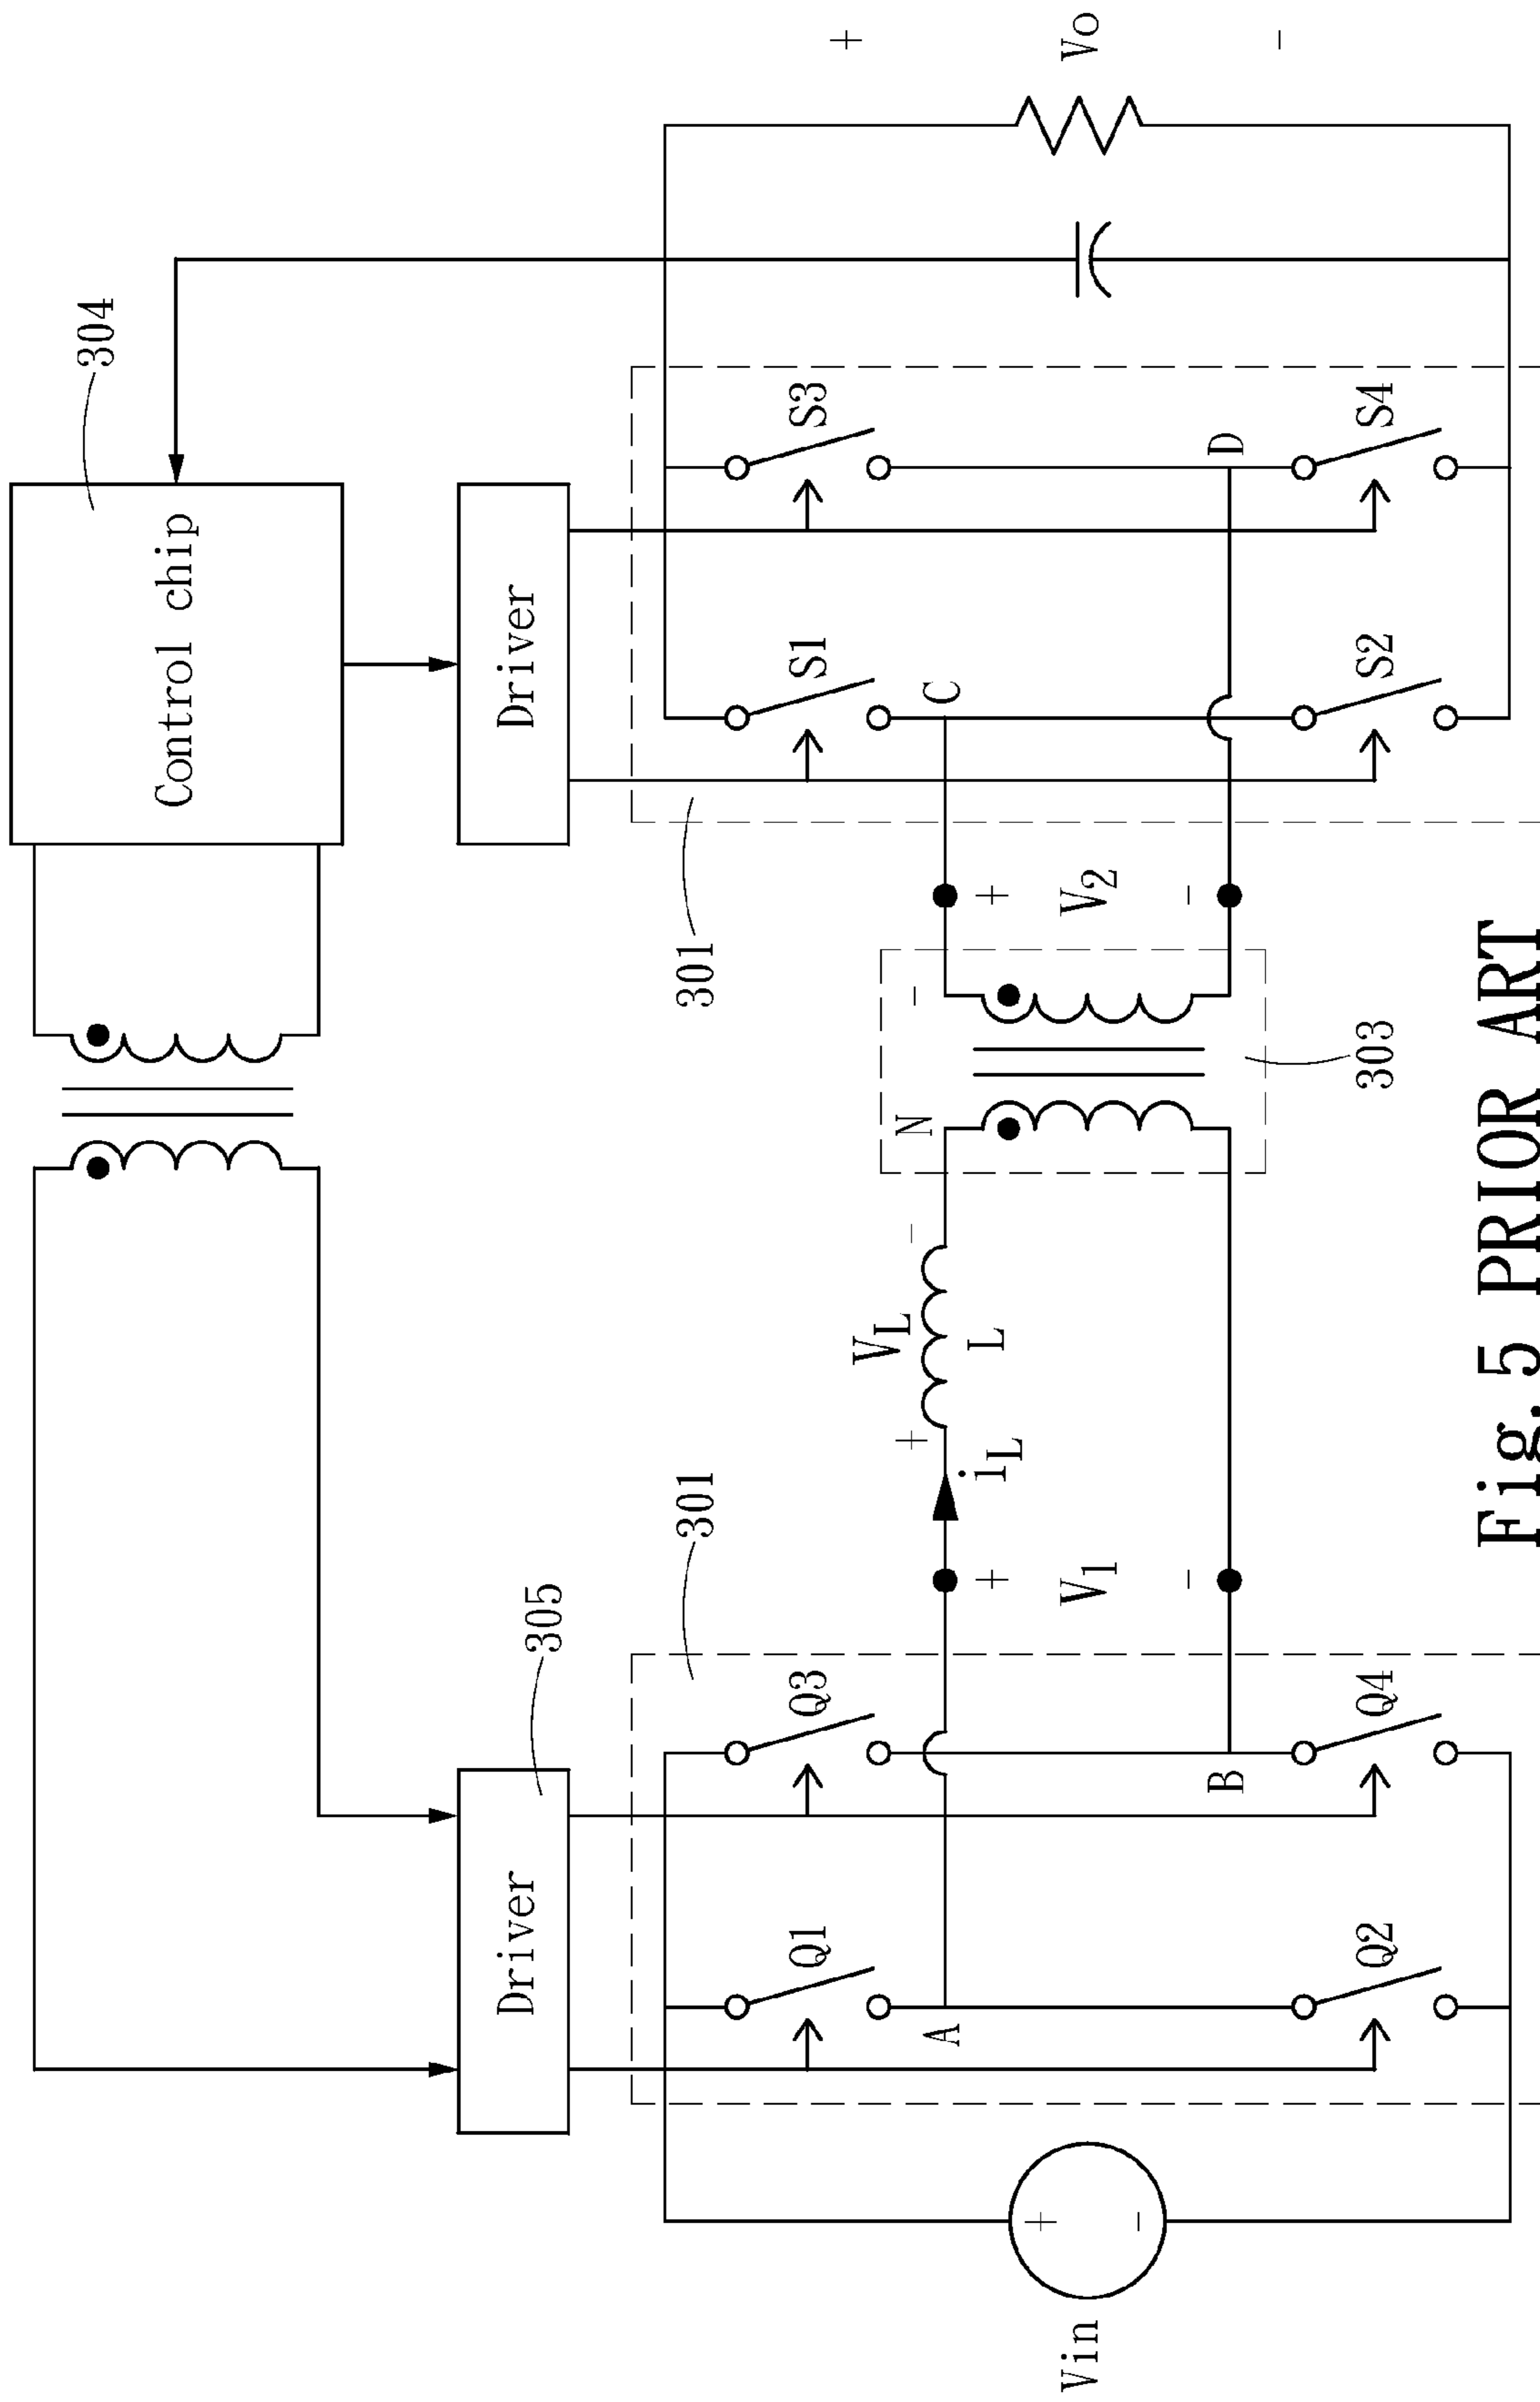 304
Control chip
305
Driver
Driver
301
301
Q1
Q3
S1
S3
A
+
VL
-
N
-
C
iL
L
+
+
Vin
+
-
V1
V2
Vo
-
-
-
B
D
303
Q2
Q4
S2
S4
+
Fig.5 PRIOR ART